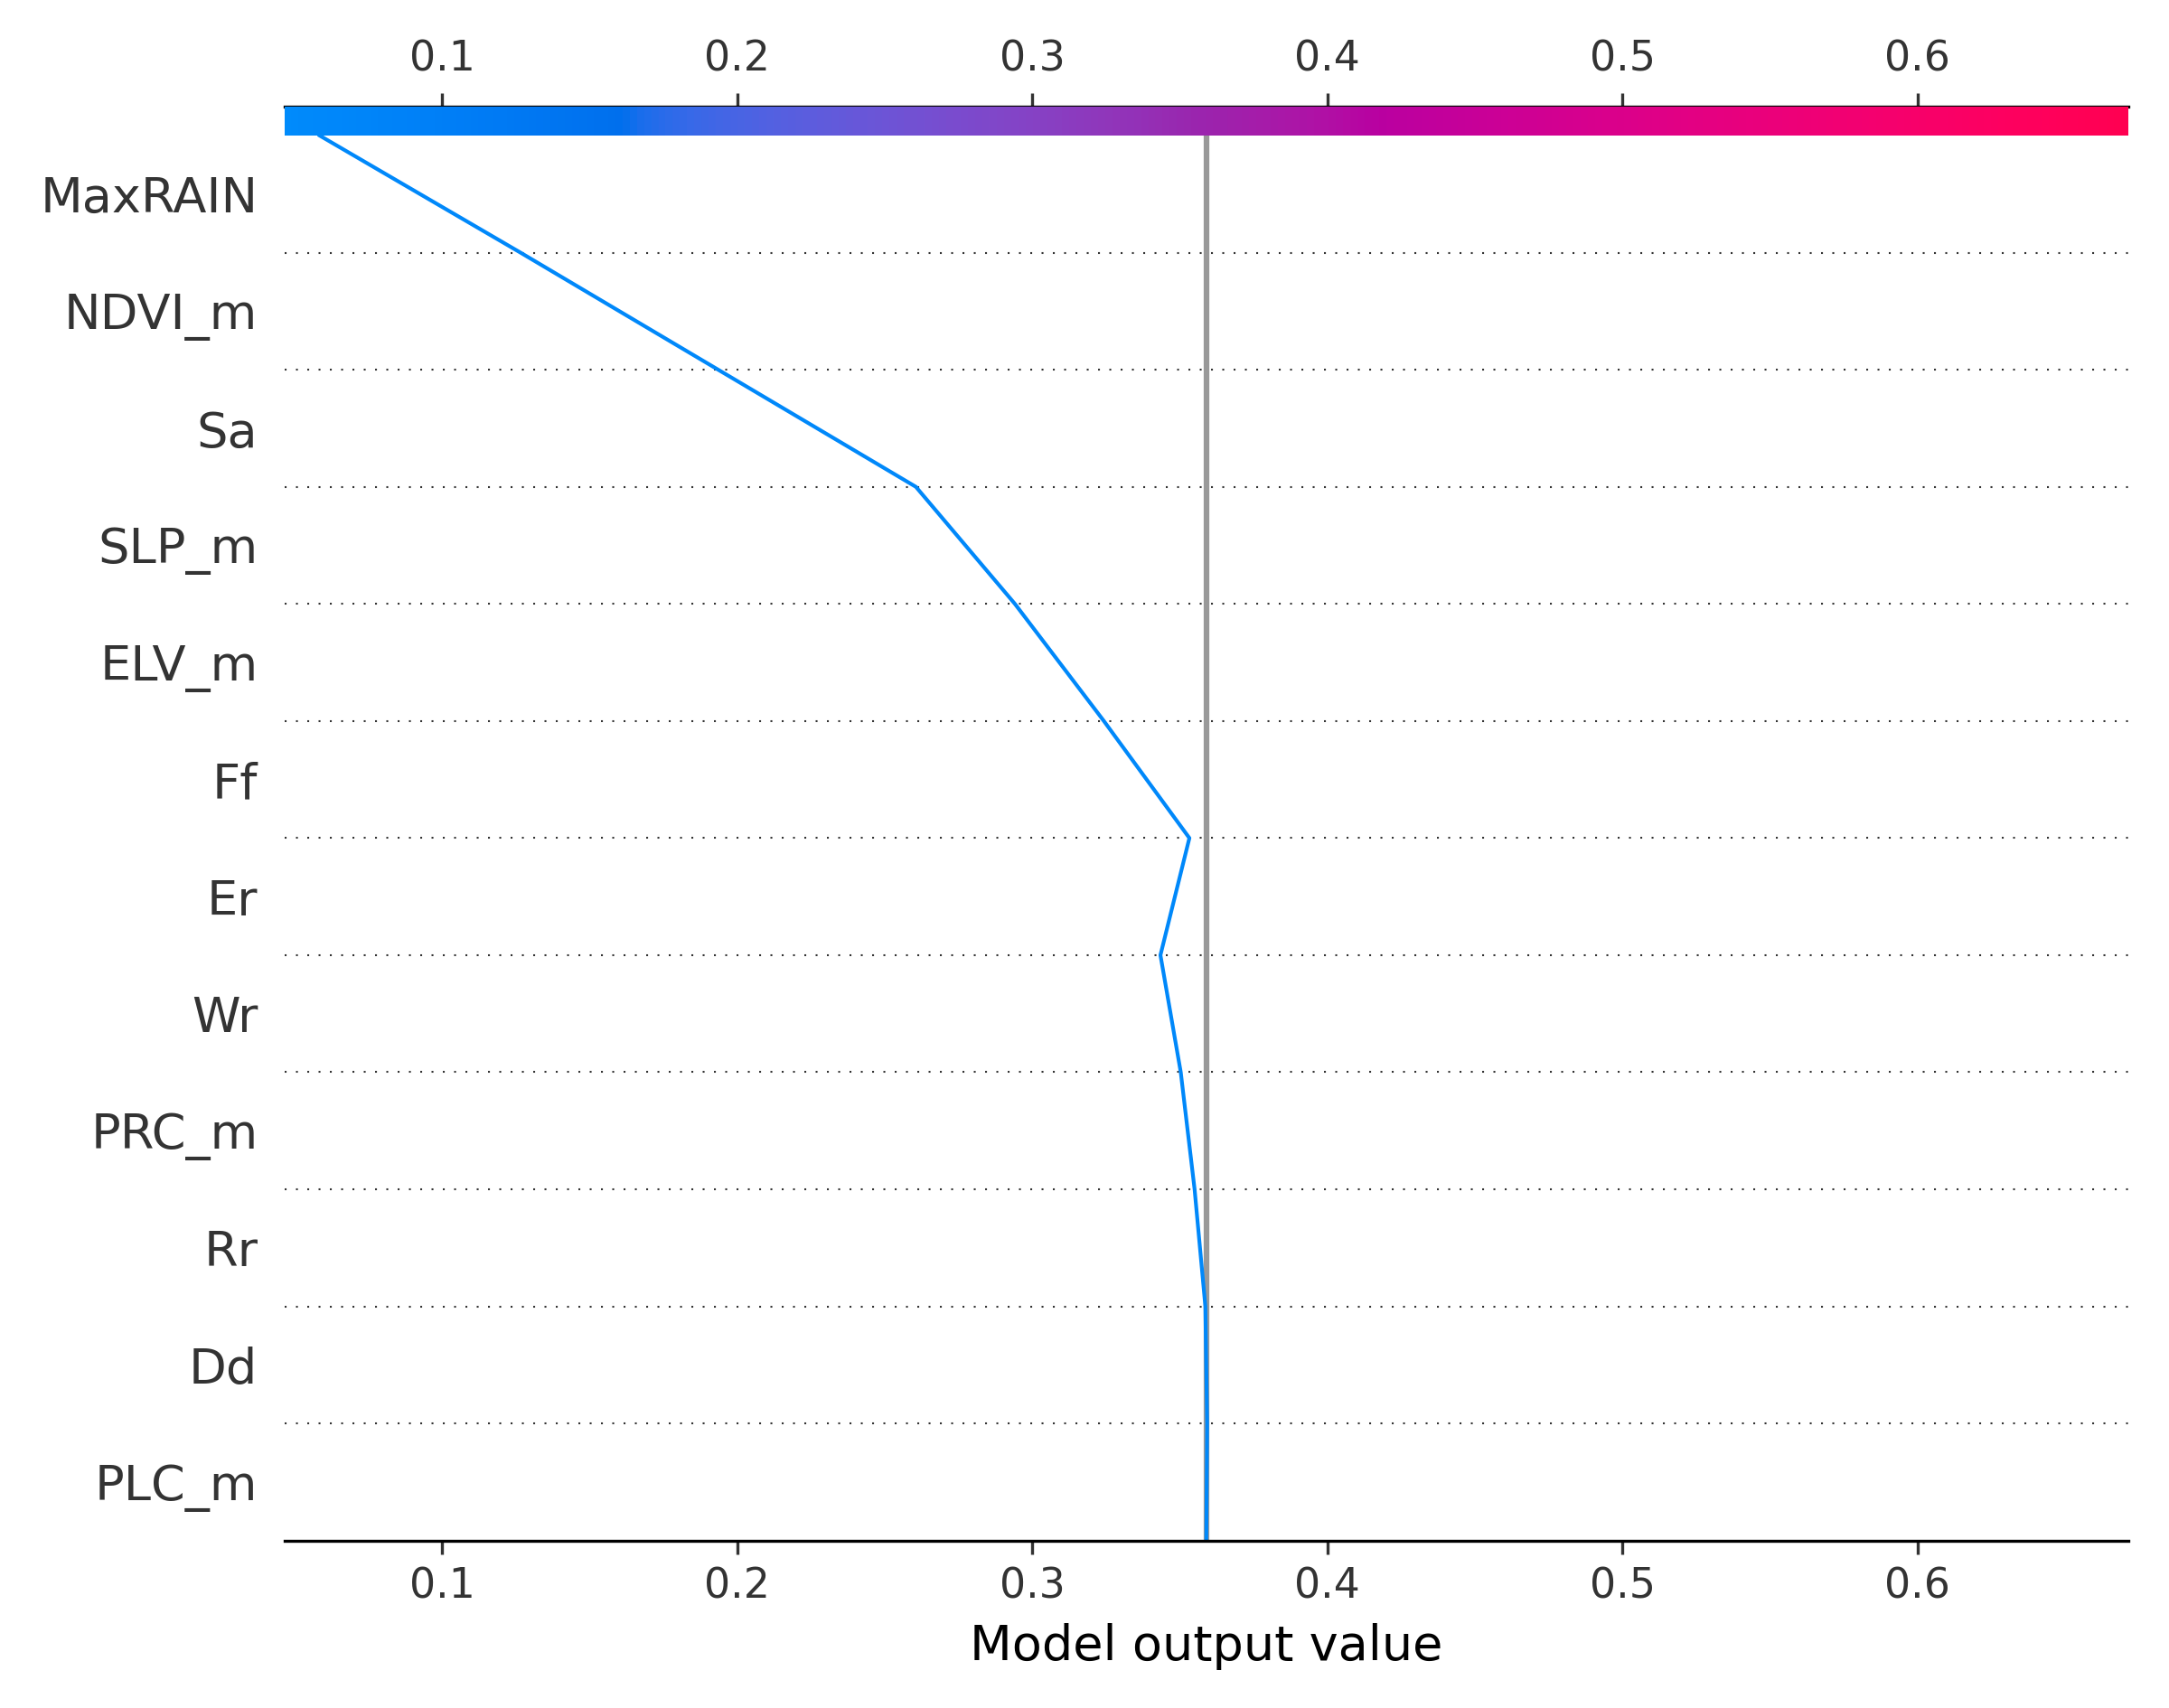 0.1 0.2 0.3 0.4 0.5 0.6
MaxRAIN
NDVI_m
Sa
SLP_m
ELV_m
Ff
Er
Wr
PRC_m
Rr
Dd
PLC_m
0.1 0.2 0.3 0.4 0.5 0.6
Model output value